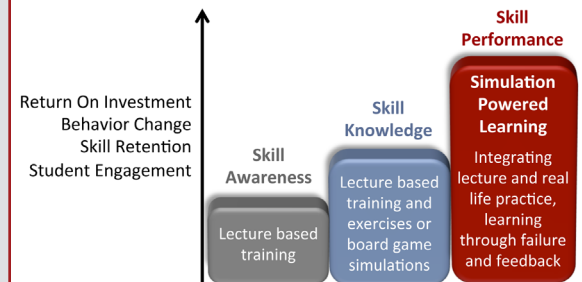 Return On Investment
Behavior Change
Skill Retention
Student Engagement
Skill
Awareness
Lecture based
training
Skill
Knowledge
Lecture based
training and
exercises or
board game
simulations
Skill
Performance
Simulation
Powered
Learning
Integrating
lecture and real
life practice,
learning
through failure
and feedback